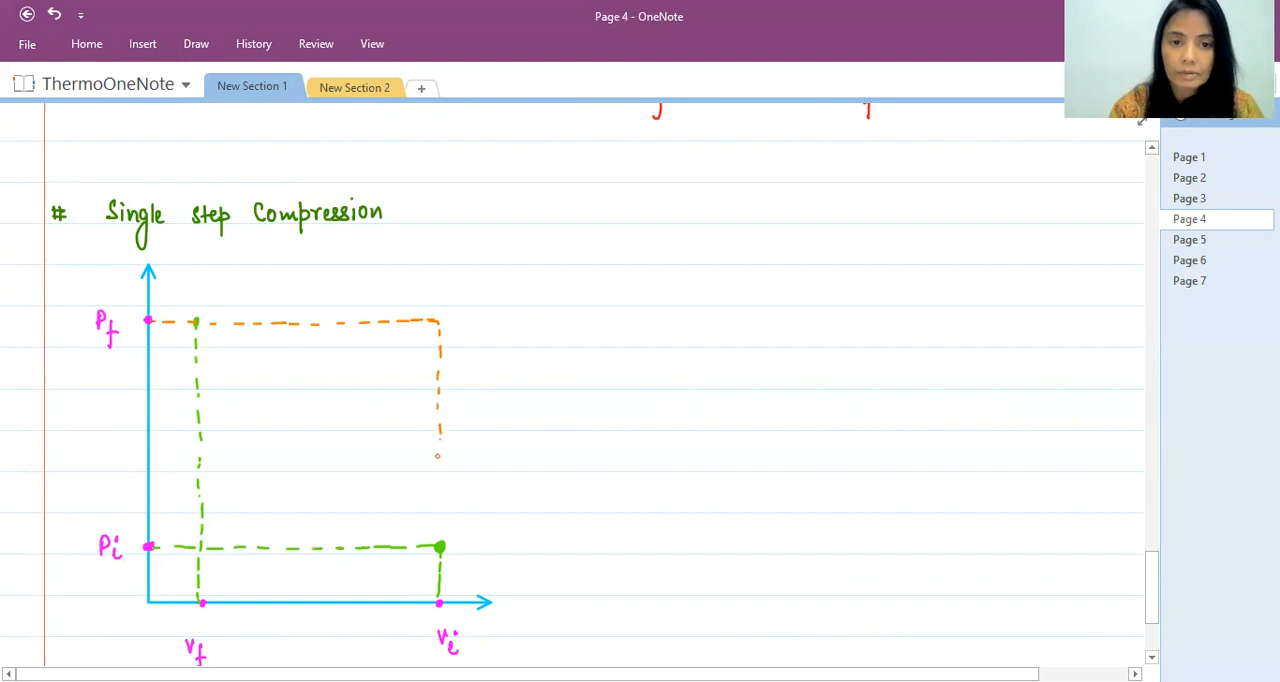 Page 4 - OneNote
File Home Insert Draw History Review View
ThermoOneNote New Section 1 New Section 2 +
# Single step Compression
Pf
Pi
Vf
Vi
Page 1
Page 2
Page 3
Page 4
Page 5
Page 6
Page 7